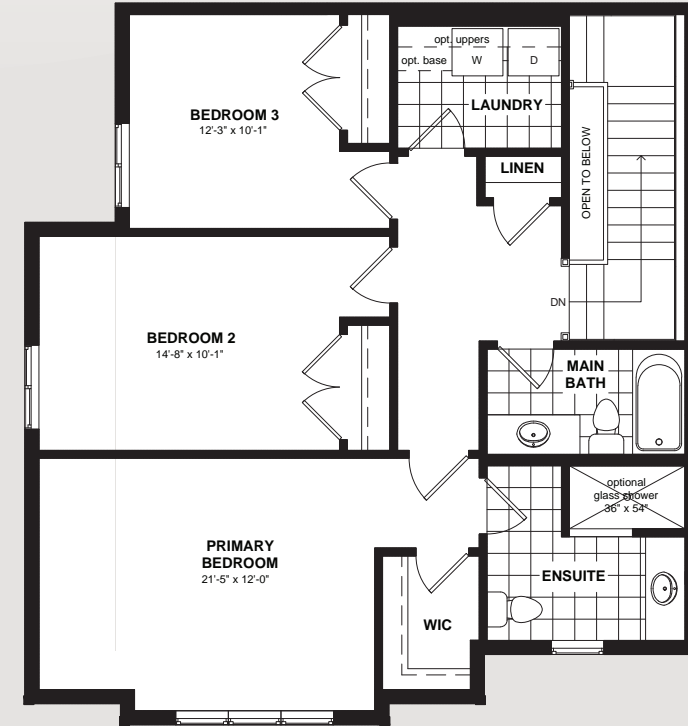 opt. uppers
opt. base
W
D
LAUNDRY
BEDROOM 3
12'-3" x 10'-1"
LINEN
OPEN TO BELOW
DN
BEDROOM 2
14'-8" x 10'-1"
MAIN
BATH
optional
glass shower
36" x 54"
PRIMARY
BEDROOM
21'-5" x 12'-0"
ENSUITE
WIC